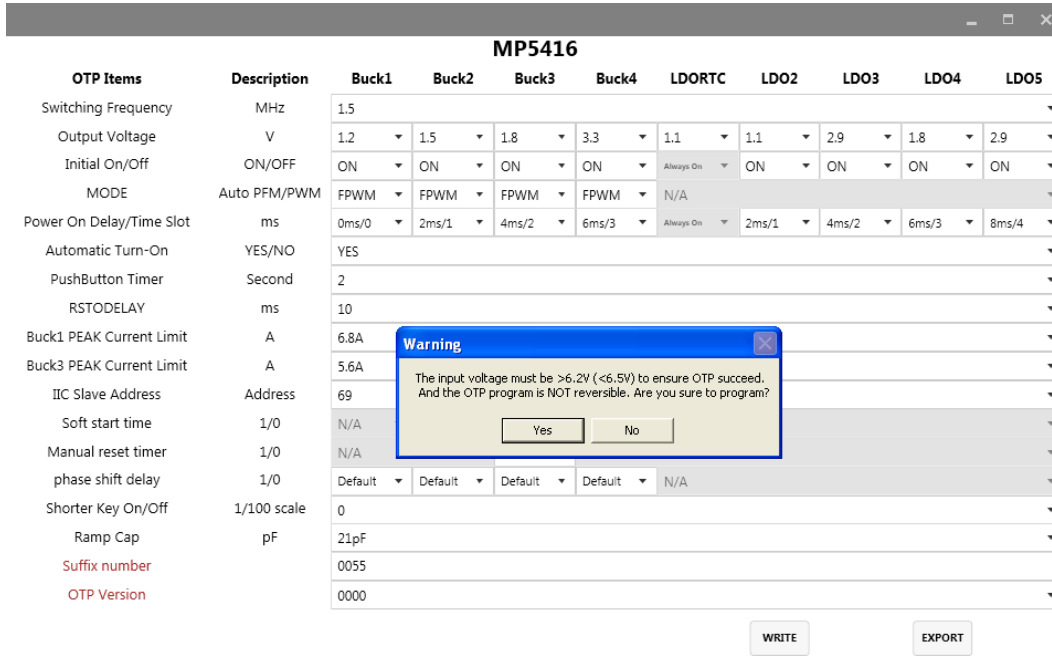 MP5416
OTP Items Description Buck1 Buck2 Buck3 Buck4 LDORTC LDO2 LDO3 LDO4 LDO5
Switching Frequency MHz 1.5
Output Voltage V 1.2 1.5 1.8 3.3 1.1 1.1 2.9 1.8 2.9
Initial On/Off ON/OFF ON ON ON ON Always On ON ON ON ON
MODE Auto PFM/PWM FPWM FPWM FPWM FPWM N/A
Power On Delay/Time Slot ms 0ms/0 2ms/1 4ms/2 6ms/3 Always On 2ms/1 4ms/2 6ms/3 8ms/4
Automatic Turn-On YES/NO YES
PushButton Timer Second 2
RSTODELAY ms 10
Buck1 PEAK Current Limit A 6.8A
Buck3 PEAK Current Limit A 5.6A
IIC Slave Address Address 69
Soft start time 1/0 N/A
Manual reset timer 1/0 N/A
phase shift delay 1/0 Default Default Default Default N/A
Shorter Key On/Off 1/100 scale 0
Ramp Cap pF 21pF
Suffix number 0055
OTP Version 0000
Warning
The input voltage must be >6.2V (<6.5V) to ensure OTP succeed.
And the OTP program is NOT reversible. Are you sure to program?
Yes No
WRITE EXPORT